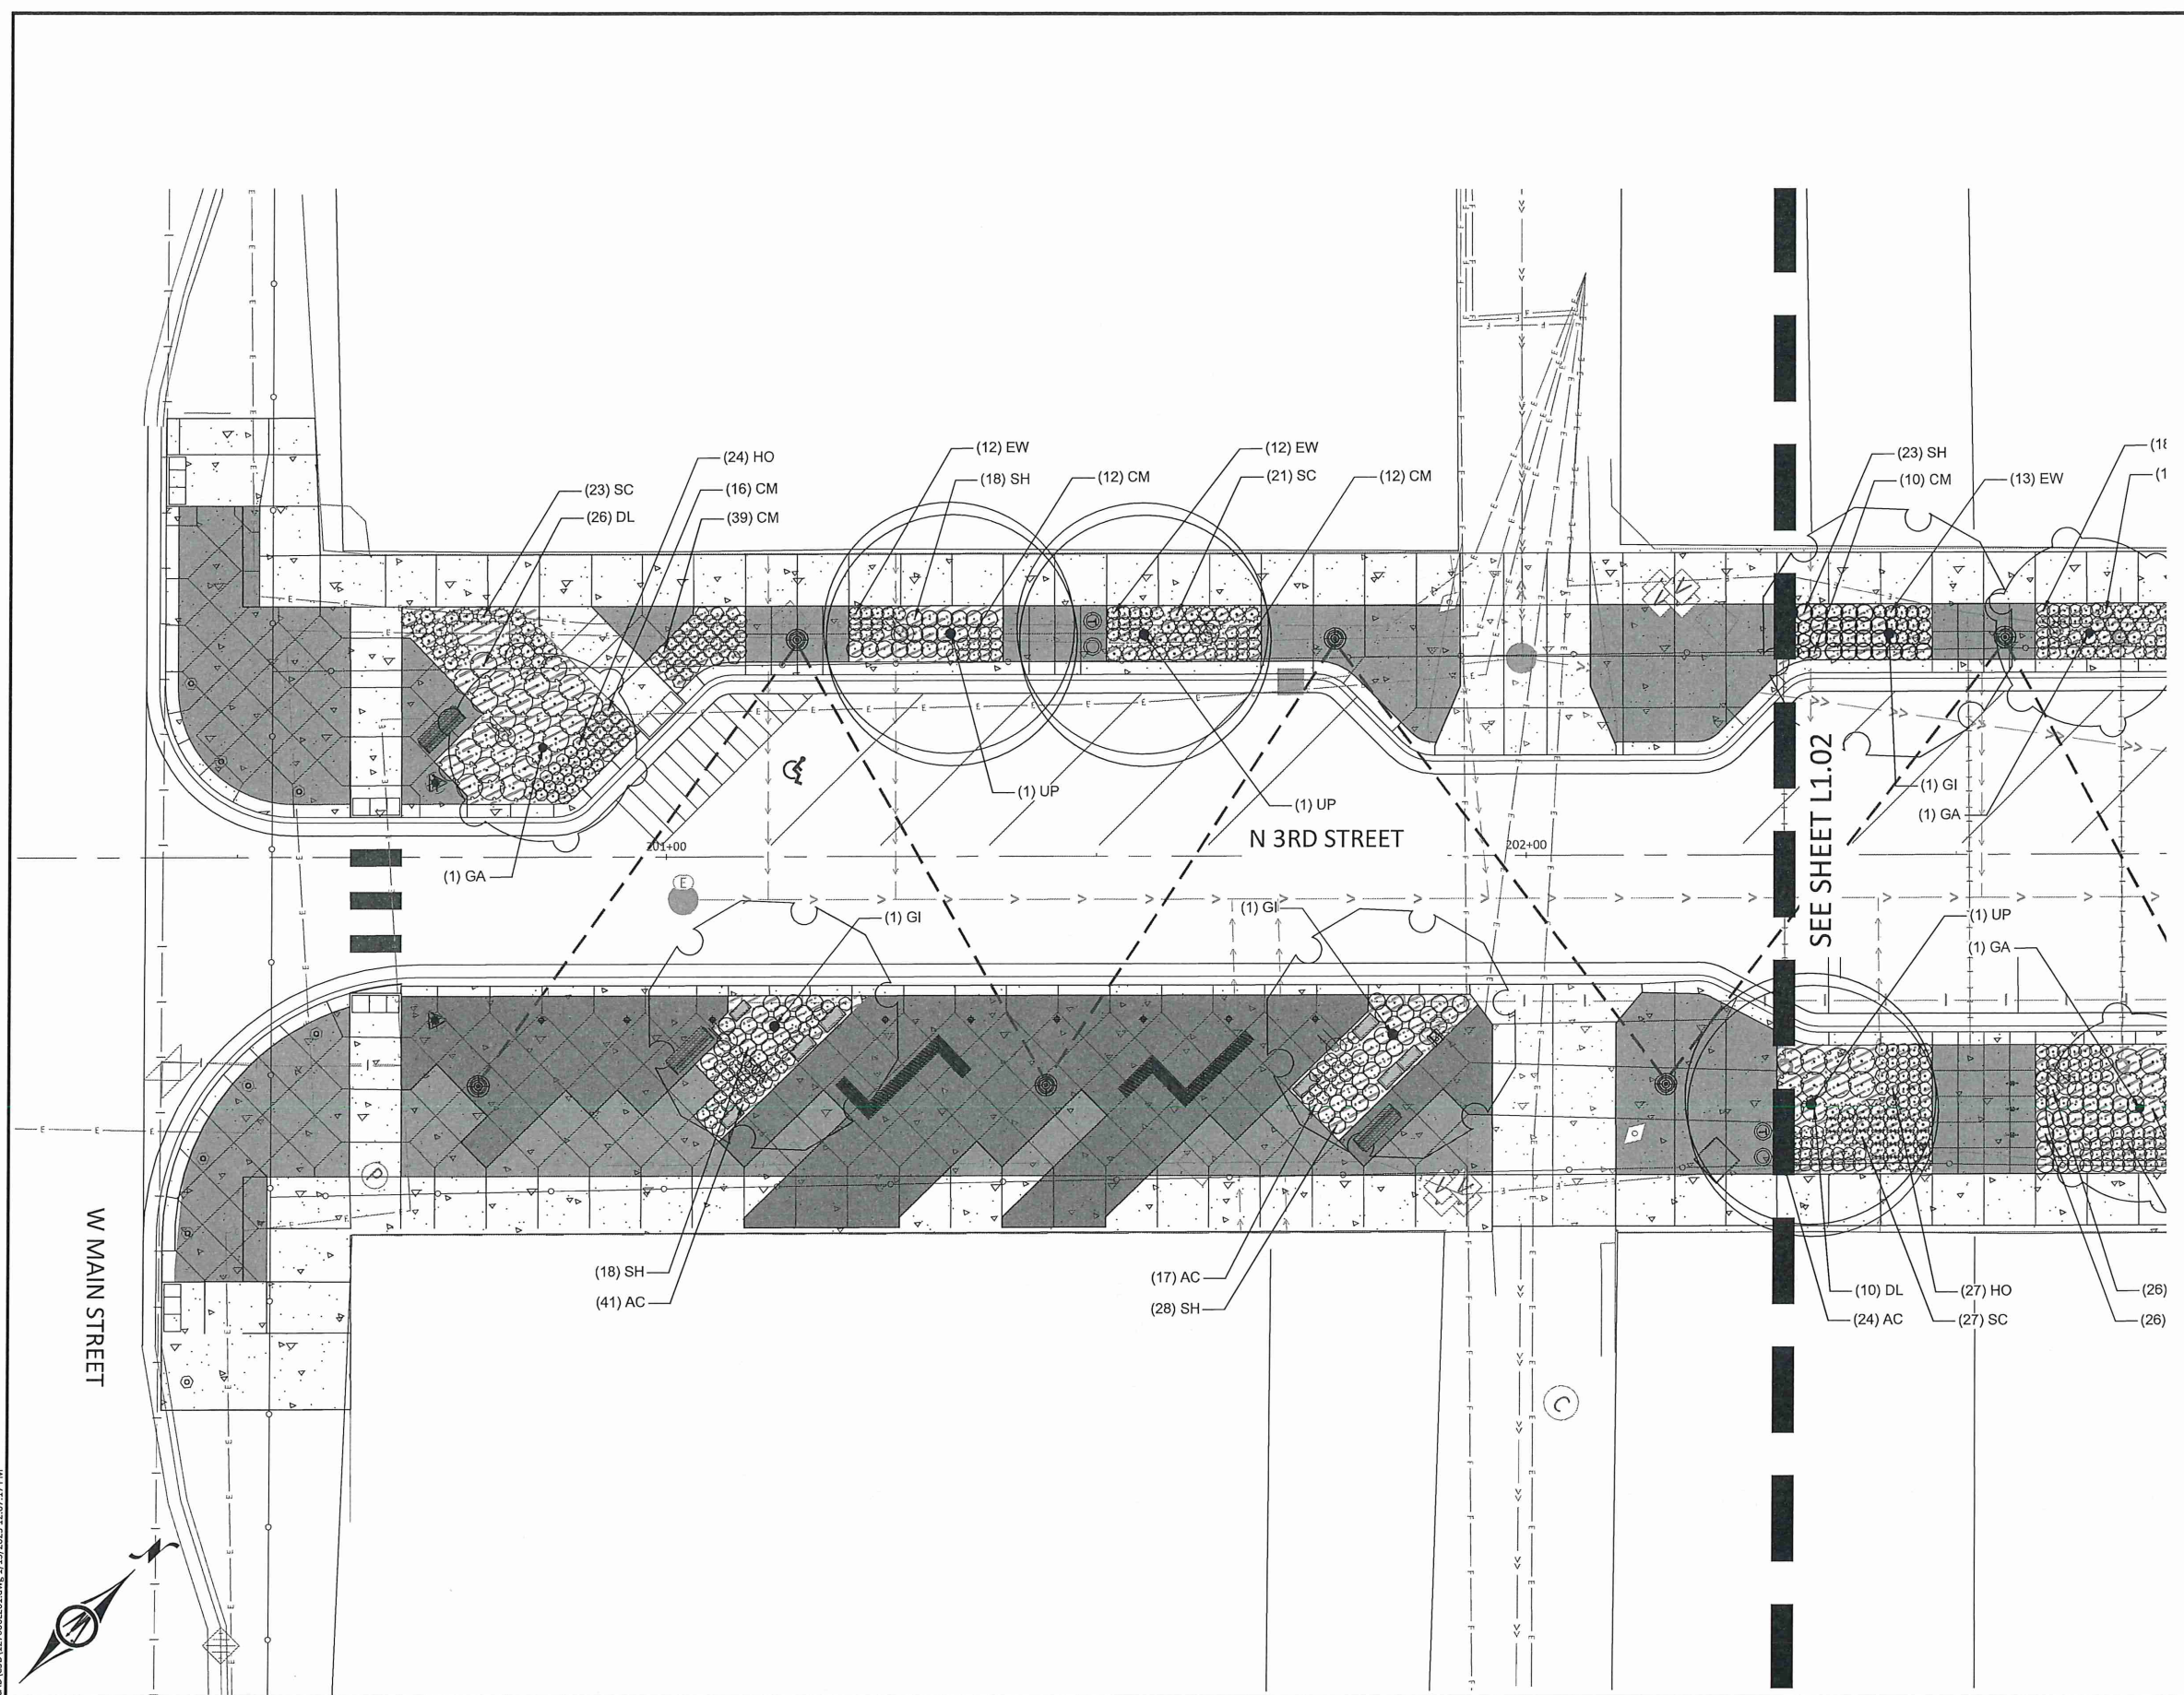 (24) HO
(23) SC
(16) CM
(26) DL
(39) CM
(12) EW
(18) SH
(12) CM
(12) EW
(21) SC
(12) CM
(23) SH
(10) CM
(13) EW
(1) UP
(1) UP
(1) GI
(1) GA
N 3RD STREET
201+00
202+00
SEE SHEET L1.02
(1) GA
E
(1) GI
(1) GI
(1) UP
(1) GA
P
(18) SH
(41) AC
(17) AC
(28) SH
(10) DL
(27) HO
(24) AC
(27) SC
(26)
(26)
W MAIN STREET
C
N